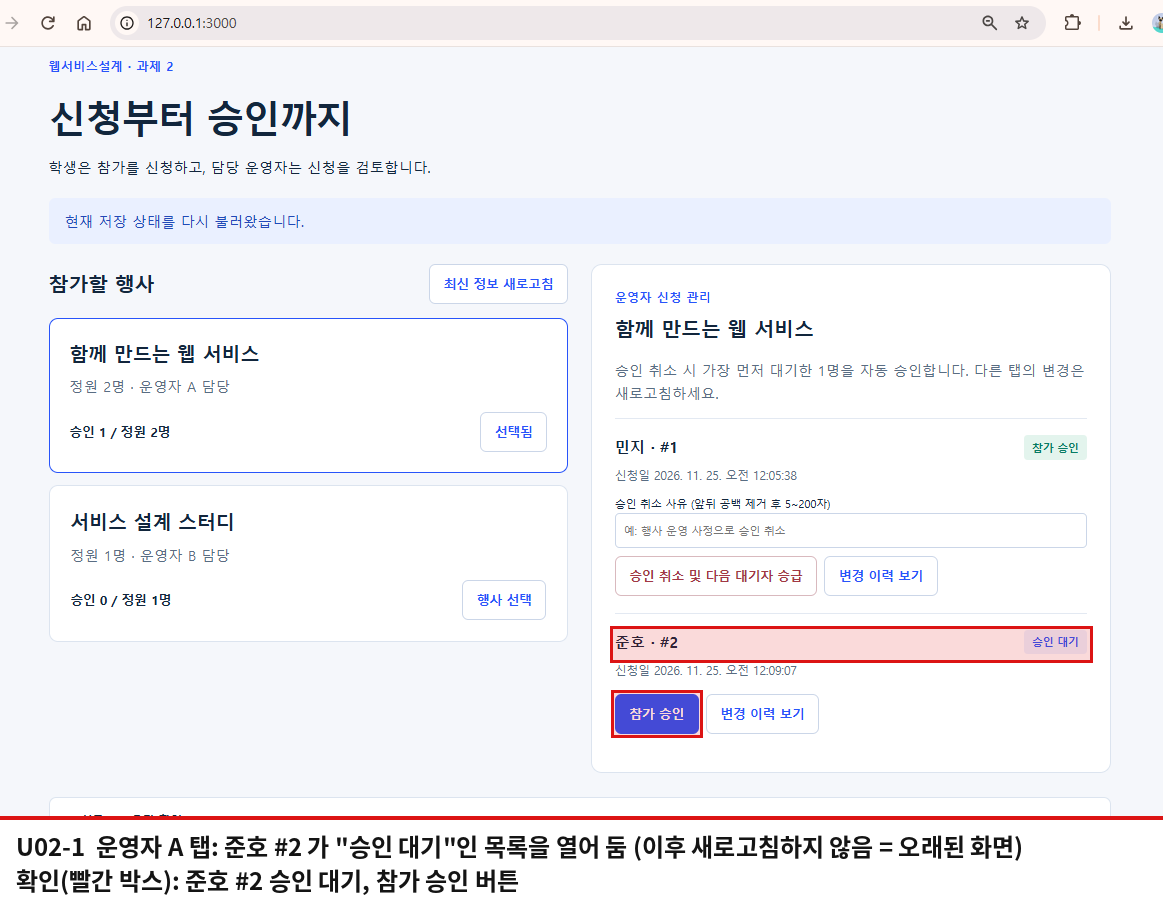 127.0.0.1:3000
웹서비스설계 · 과제 2
신청부터 승인까지
학생은 참가를 신청하고, 담당 운영자는 신청을 검토합니다.
현재 저장 상태를 다시 불러왔습니다.
참가할 행사
최신 정보 새로고침
함께 만드는 웹 서비스
정원 2명 · 운영자 A 담당
승인 1 / 정원 2명
선택됨
서비스 설계 스터디
정원 1명 · 운영자 B 담당
승인 0 / 정원 1명
행사 선택
운영자 신청 관리
함께 만드는 웹 서비스
승인 취소 시 가장 먼저 대기한 1명을 자동 승인합니다. 다른 탭의 변경은
새로고침하세요.
민지 · #1
참가 승인
신청일 2026. 11. 25. 오전 12:05:38
승인 취소 사유 (앞뒤 공백 제거 후 5~200자)
예: 행사 운영 사정으로 승인 취소
승인 취소 및 다음 대기자 승급
변경 이력 보기
준호 · #2
승인 대기
신청일 2026. 11. 25. 오전 12:09:07
참가 승인
변경 이력 보기
U02-1 운영자 A 탭: 준호 #2 가 "승인 대기"인 목록을 열어 둠 (이후 새로고침하지 않음 = 오래된 화면)
확인(빨간 박스): 준호 #2 승인 대기, 참가 승인 버튼